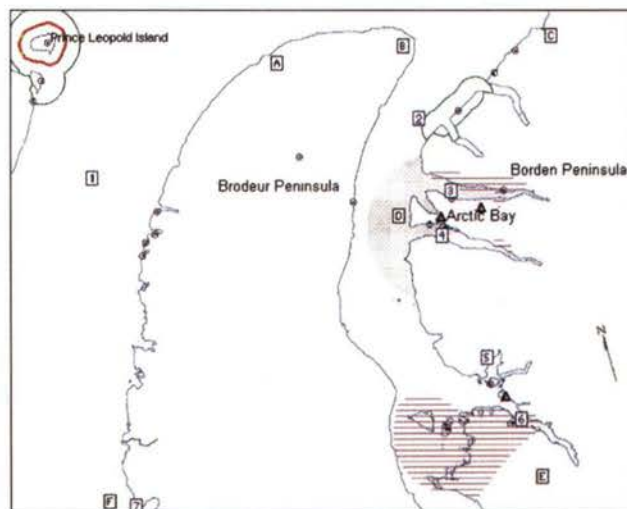 Prince Leopold Island
A
B
C
2
1
Brodeur Peninsula
Borden Peninsula
3
D
Arctic Bay
4
N
5
6
E
F
7